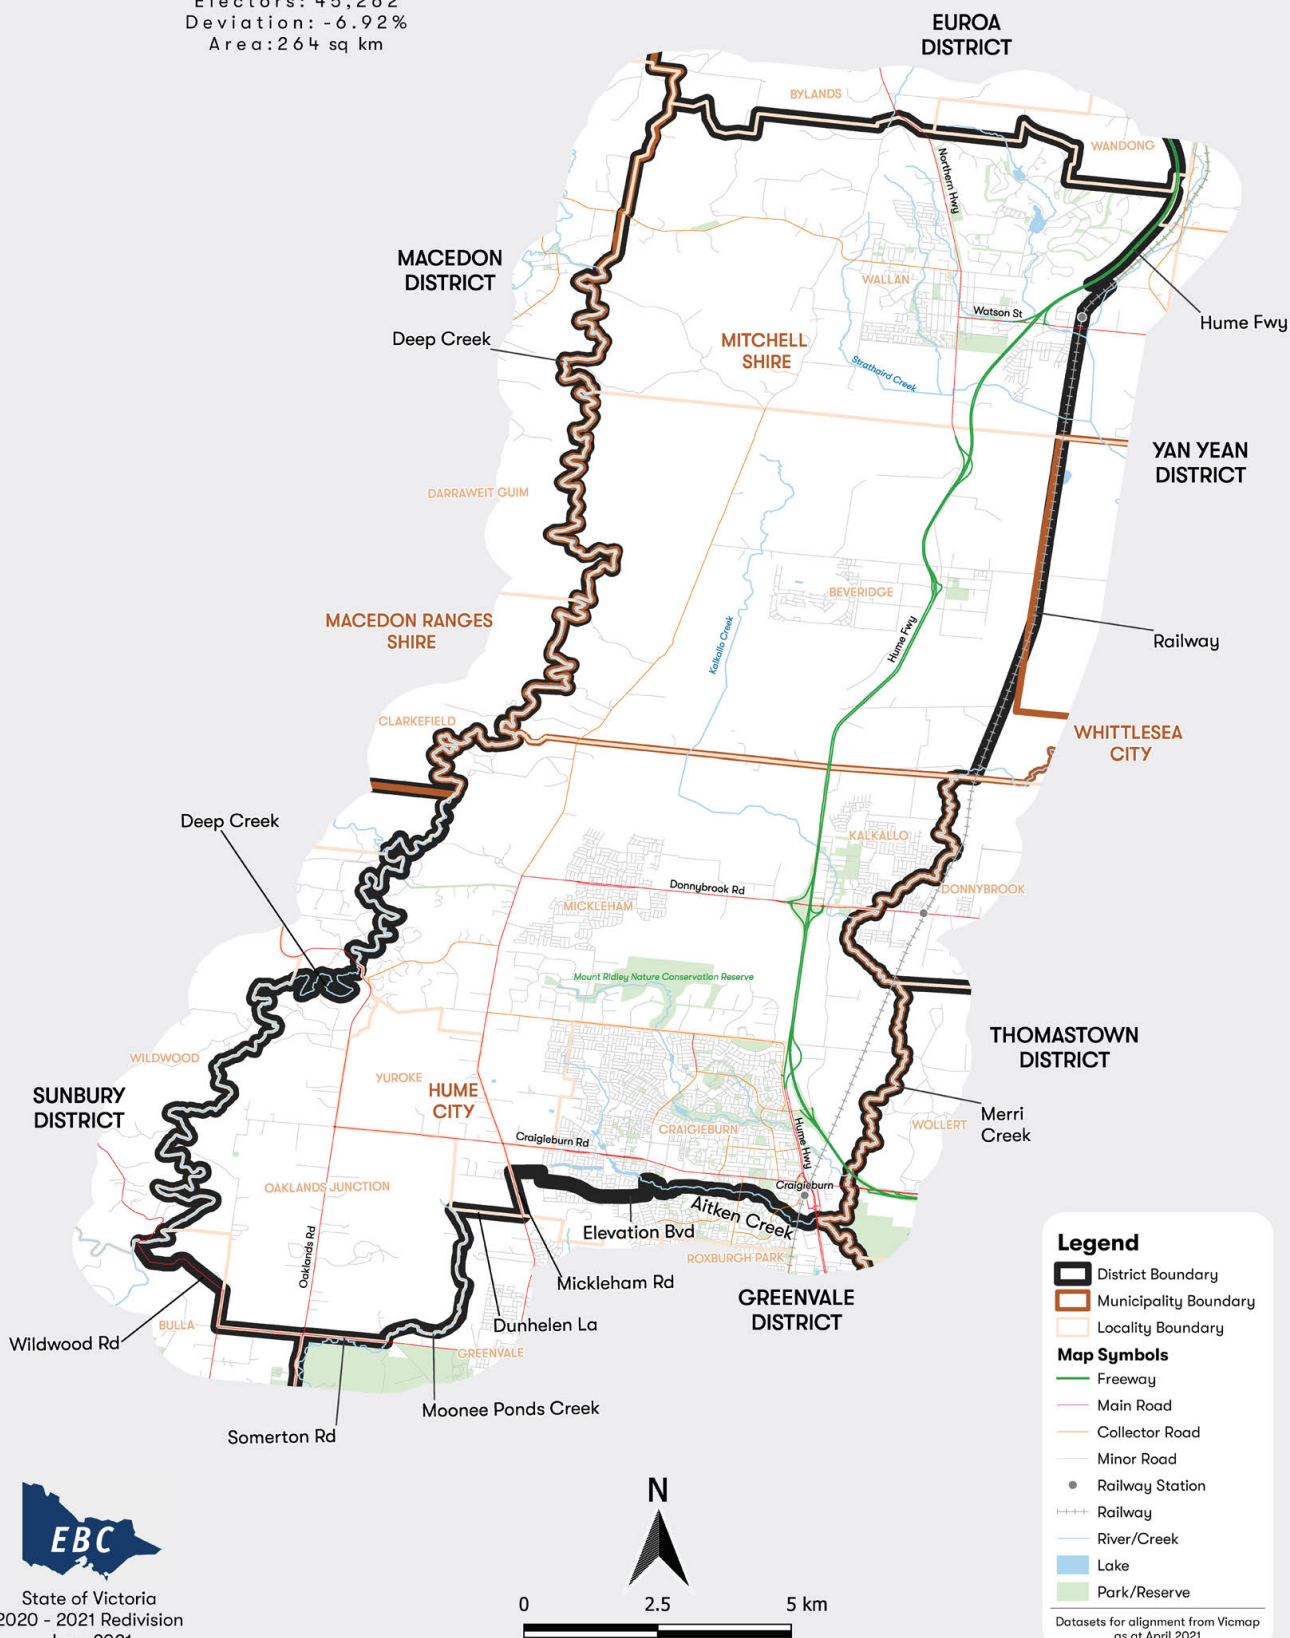 Electors: 45,262
Deviation: -6.92%
Area:264 sq km
EUROA
DISTRICT
BYLANDS
WANDONG
Northern Hwy
MACEDON
DISTRICT
WALLAN
Watson St
Hume Fwy
Deep Creek
MITCHELL
SHIRE
Strathaird Creek
YAN YEAN
DISTRICT
DARRAWEIT GUIM
BEVERIDGE
MACEDON RANGES
SHIRE
Kalkallo Creek
Hume Fwy
Railway
CLARKEFIELD
WHITTLESEA
CITY
Deep Creek
KALKALLO
Donnybrook Rd
DONNYBROOK
MICKLEHAM
Mount Ridley Nature Conservation Reserve
THOMASTOWN
DISTRICT
WILDWOOD
YUROKE
SUNBURY
DISTRICT
HUME
CITY
Merri
Creek
WOLLERT
CRAIGIEBURN
Craigieburn Rd
Hume Hwy
OAKLANDS JUNCTION
Craigieburn
Aitken Creek
Elevation Bvd
Oaklands Rd
ROXBURGH PARK
Mickleham Rd
GREENVALE
DISTRICT
Dunhelen La
BULLA
Wildwood Rd
GREENVALE
Moonee Ponds Creek
Somerton Rd
Legend
District Boundary
Municipality Boundary
Locality Boundary
Map Symbols
Freeway
Main Road
Collector Road
Minor Road
Railway Station
Railway
River/Creek
Lake
Park/Reserve
Datasets for alignment from Vicmap
as at April 2021
N
0 2.5 5 km
EBC
State of Victoria
2020 - 2021 Redivision
2021